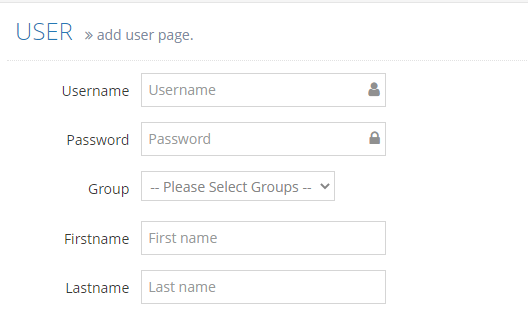 USER » add user page.
Username Username
Password Password
Group -- Please Select Groups --
Firstname First name
Lastname Last name